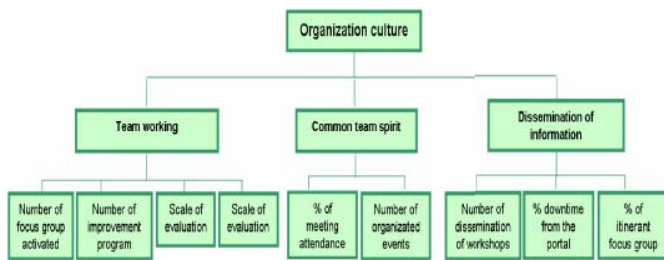 Organization culture
Team working
Common team spirit
Dissemination of
information
Number of
focus group
activated
Number of
improvement
program
Scale of
evaluation
Scale of
evaluation
% of
meeting
attendance
Number of
organizated
events
Number of
dissemination
of workshops
% downtime
from the
portal
% of
itinerant
focus group